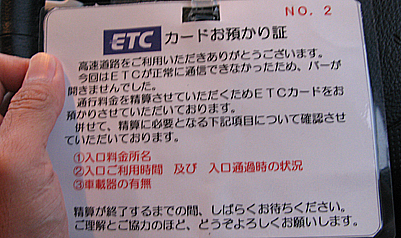 NO. 2
ETC カードお預かり証
高速道路をご利用いただきありがとうございます。
今回はETCが正常に通信できなかったため、バーが
開きませんでした。
通行料金を精算させていただくためETCカードをお
預かりさせていただいております。
併せて、精算に必要となる下記項目について確認させ
ていただいております。
①入口料金所名
②入口ご利用時間　及び　入口通過時の状況
③車載器の有無
精算が終了するまでの間、しばらくお待ちください。
ご理解とご協力のほど、どうぞよろしくお願いします。